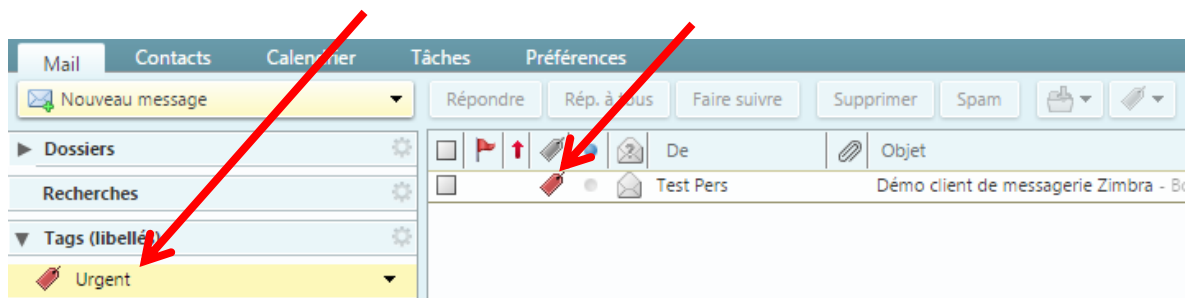 Mail Contacts Calendrier Tâches Préférences
Nouveau message Répondre Rép. à tous Faire suivre Supprimer Spam
Dossiers De Objet
Recherches Test Pers Démo client de messagerie Zimbra -
Tags (libellés)
Urgent